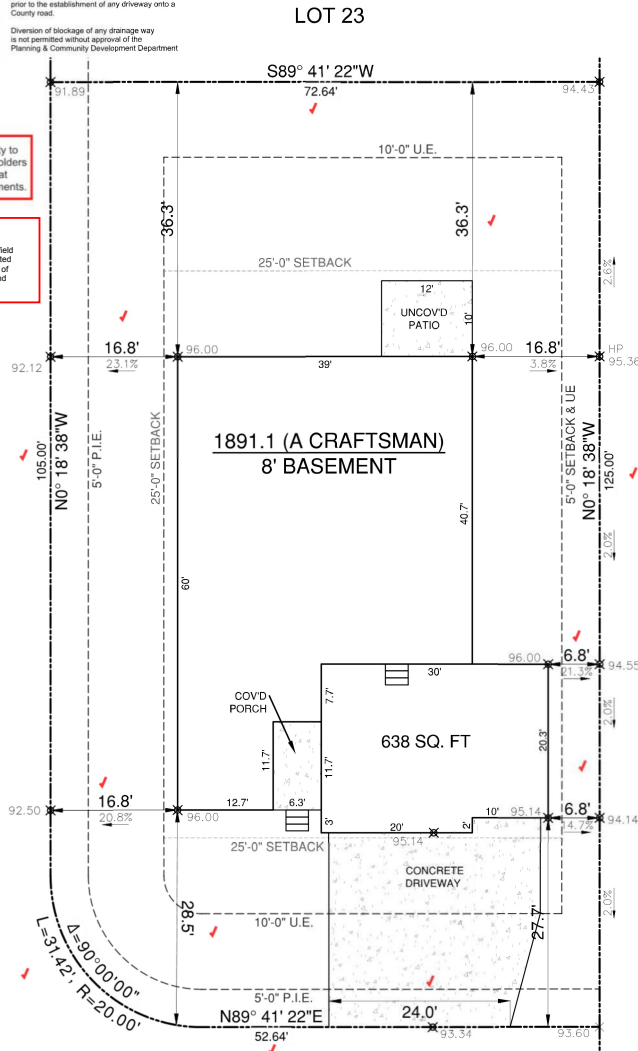 prior to the establishment of any driveway onto a
County road.
LOT 23
Diversion of blockage of any drainage way
is not permitted without approval of the
Planning & Community Development Department
S89° 41' 22"W
72.64'
91.89
94.43
ty to
olders
at
nents.
10'-0" U.E.
36.3'
36.3'
field
ted
of
nd
25'-0" SETBACK
2.6%
12'
UNCOV'D
PATIO
10'
16.8'
96.00
96.00
16.8'
HP
92.12
23.1%
39'
3.8%
95.36
N0° 18' 38"W
105.00'
5'-0" P.I.E.
25'-0" SETBACK
1891.1 (A CRAFTSMAN)
8' BASEMENT
40.7'
5'-0" SETBACK & UE
N0° 18' 38"W
125.00'
2.0%
60'
96.00
6.8'
94.55
30'
21.3%
COV'D
PORCH
7.7'
2.0%
638 SQ. FT
11.7'
11.7'
20.3'
16.8'
12.7'
6.3'
10'
95.14
6.8'
92.50
20.8%
96.00
3'
20'
2'
14.7%
94.14
95.14
25'-0" SETBACK
CONCRETE
DRIVEWAY
2.0%
28.5'
10'-0" U.E.
27.7'
Δ=90°00'00"
L=31.42', R=20.00'
5'-0" P.I.E.
24.0'
N89° 41' 22"E
52.64'
93.34
93.60